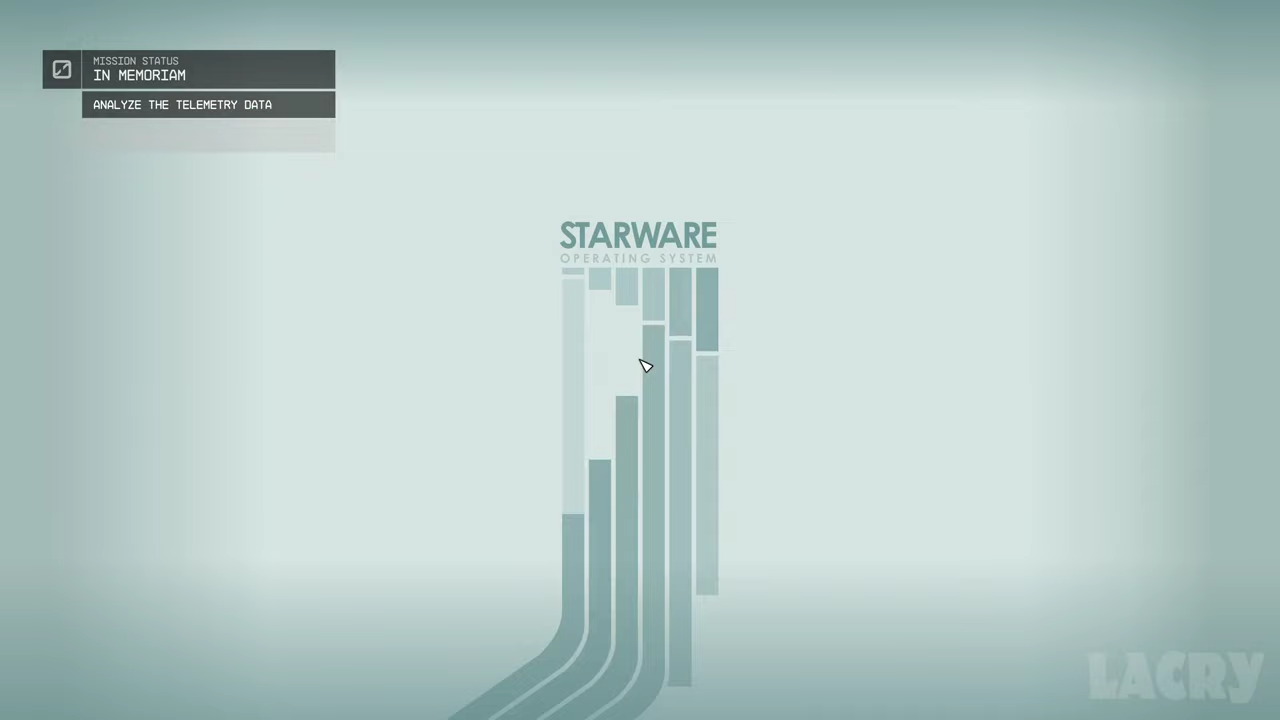 MISSION STATUS
IN MEMORIAM
ANALYZE THE TELEMETRY DATA
STARWARE
OPERATING SYSTEM
LACRY